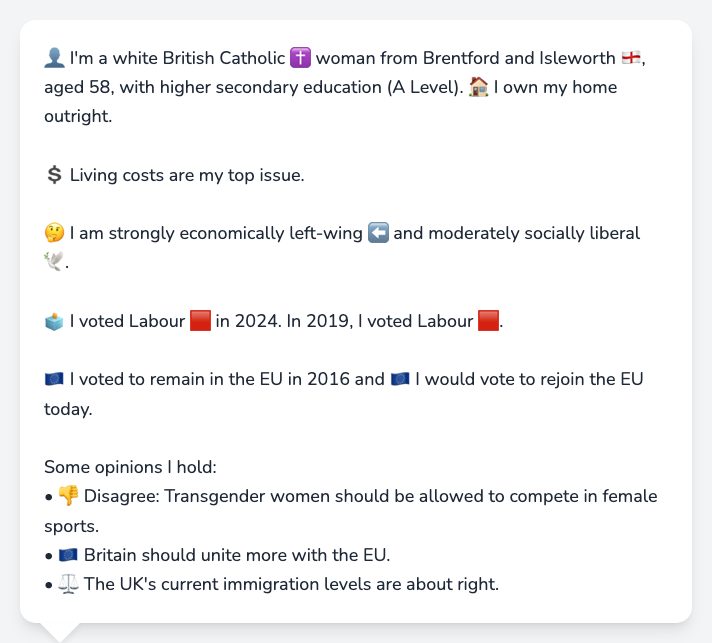 👤 I'm a white British Catholic ✝️ woman from Brentford and Isleworth 🏴󠁧󠁢󠁥󠁮󠁧󠁿,
aged 58, with higher secondary education (A Level). 🏠 I own my home
outright.
💲 Living costs are my top issue.
🤔 I am strongly economically left-wing ⬅️ and moderately socially liberal
🕊️.
🗳️ I voted Labour 🟥 in 2024. In 2019, I voted Labour 🟥.
🇪🇺 I voted to remain in the EU in 2016 and 🇪🇺 I would vote to rejoin the EU
today.
Some opinions I hold:
• 👎 Disagree: Transgender women should be allowed to compete in female
sports.
• 🇪🇺 Britain should unite more with the EU.
• ⚖️ The UK's current immigration levels are about right.